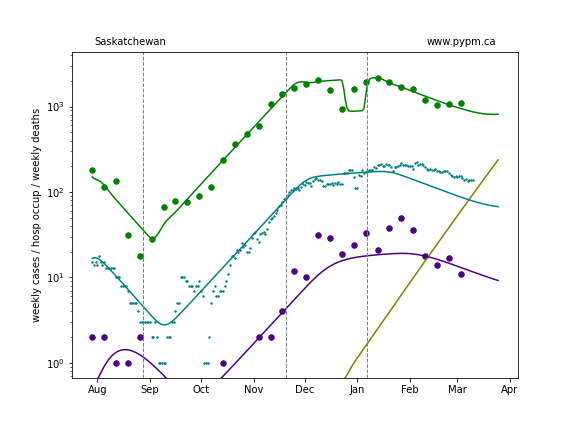 Saskatchewan
www.pypm.ca
weekly cases / hosp occup / weekly deaths
10³
10²
10¹
10⁰
Aug Sep Oct Nov Dec Jan Feb Mar Apr